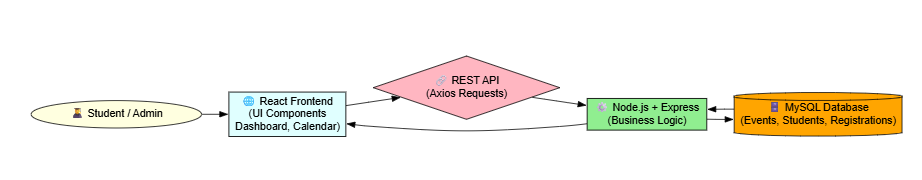 Student / Admin
React Frontend
(UI Components
Dashboard, Calendar)
REST API
(Axios Requests)
Node.js + Express
(Business Logic)
MySQL Database
(Events, Students, Registrations)